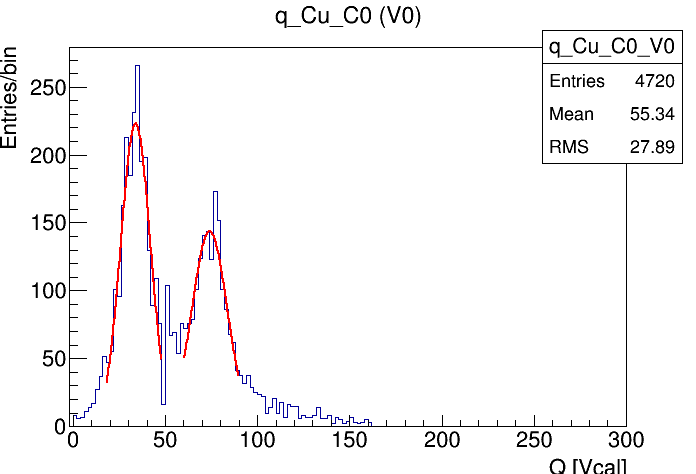 q_Cu_C0 (V0)
q_Cu_C0_V0
Entries 4720
Mean 55.34
RMS 27.89
Entries/bin
250
200
150
100
50
0
0 50 100 150 200 250 300
Q [Vcal]